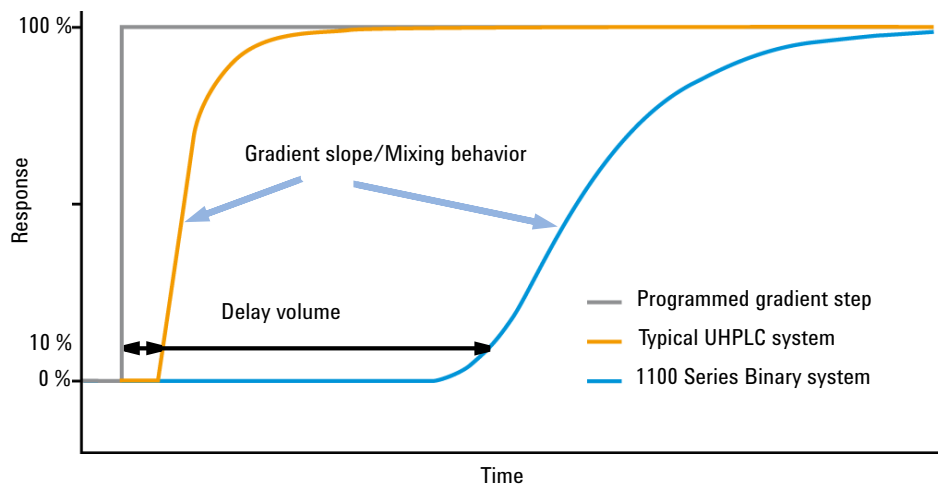 100 %
Gradient slope/Mixing behavior
Response
Delay volume
10 %
0 %
Programmed gradient step
Typical UHPLC system
1100 Series Binary system
Time